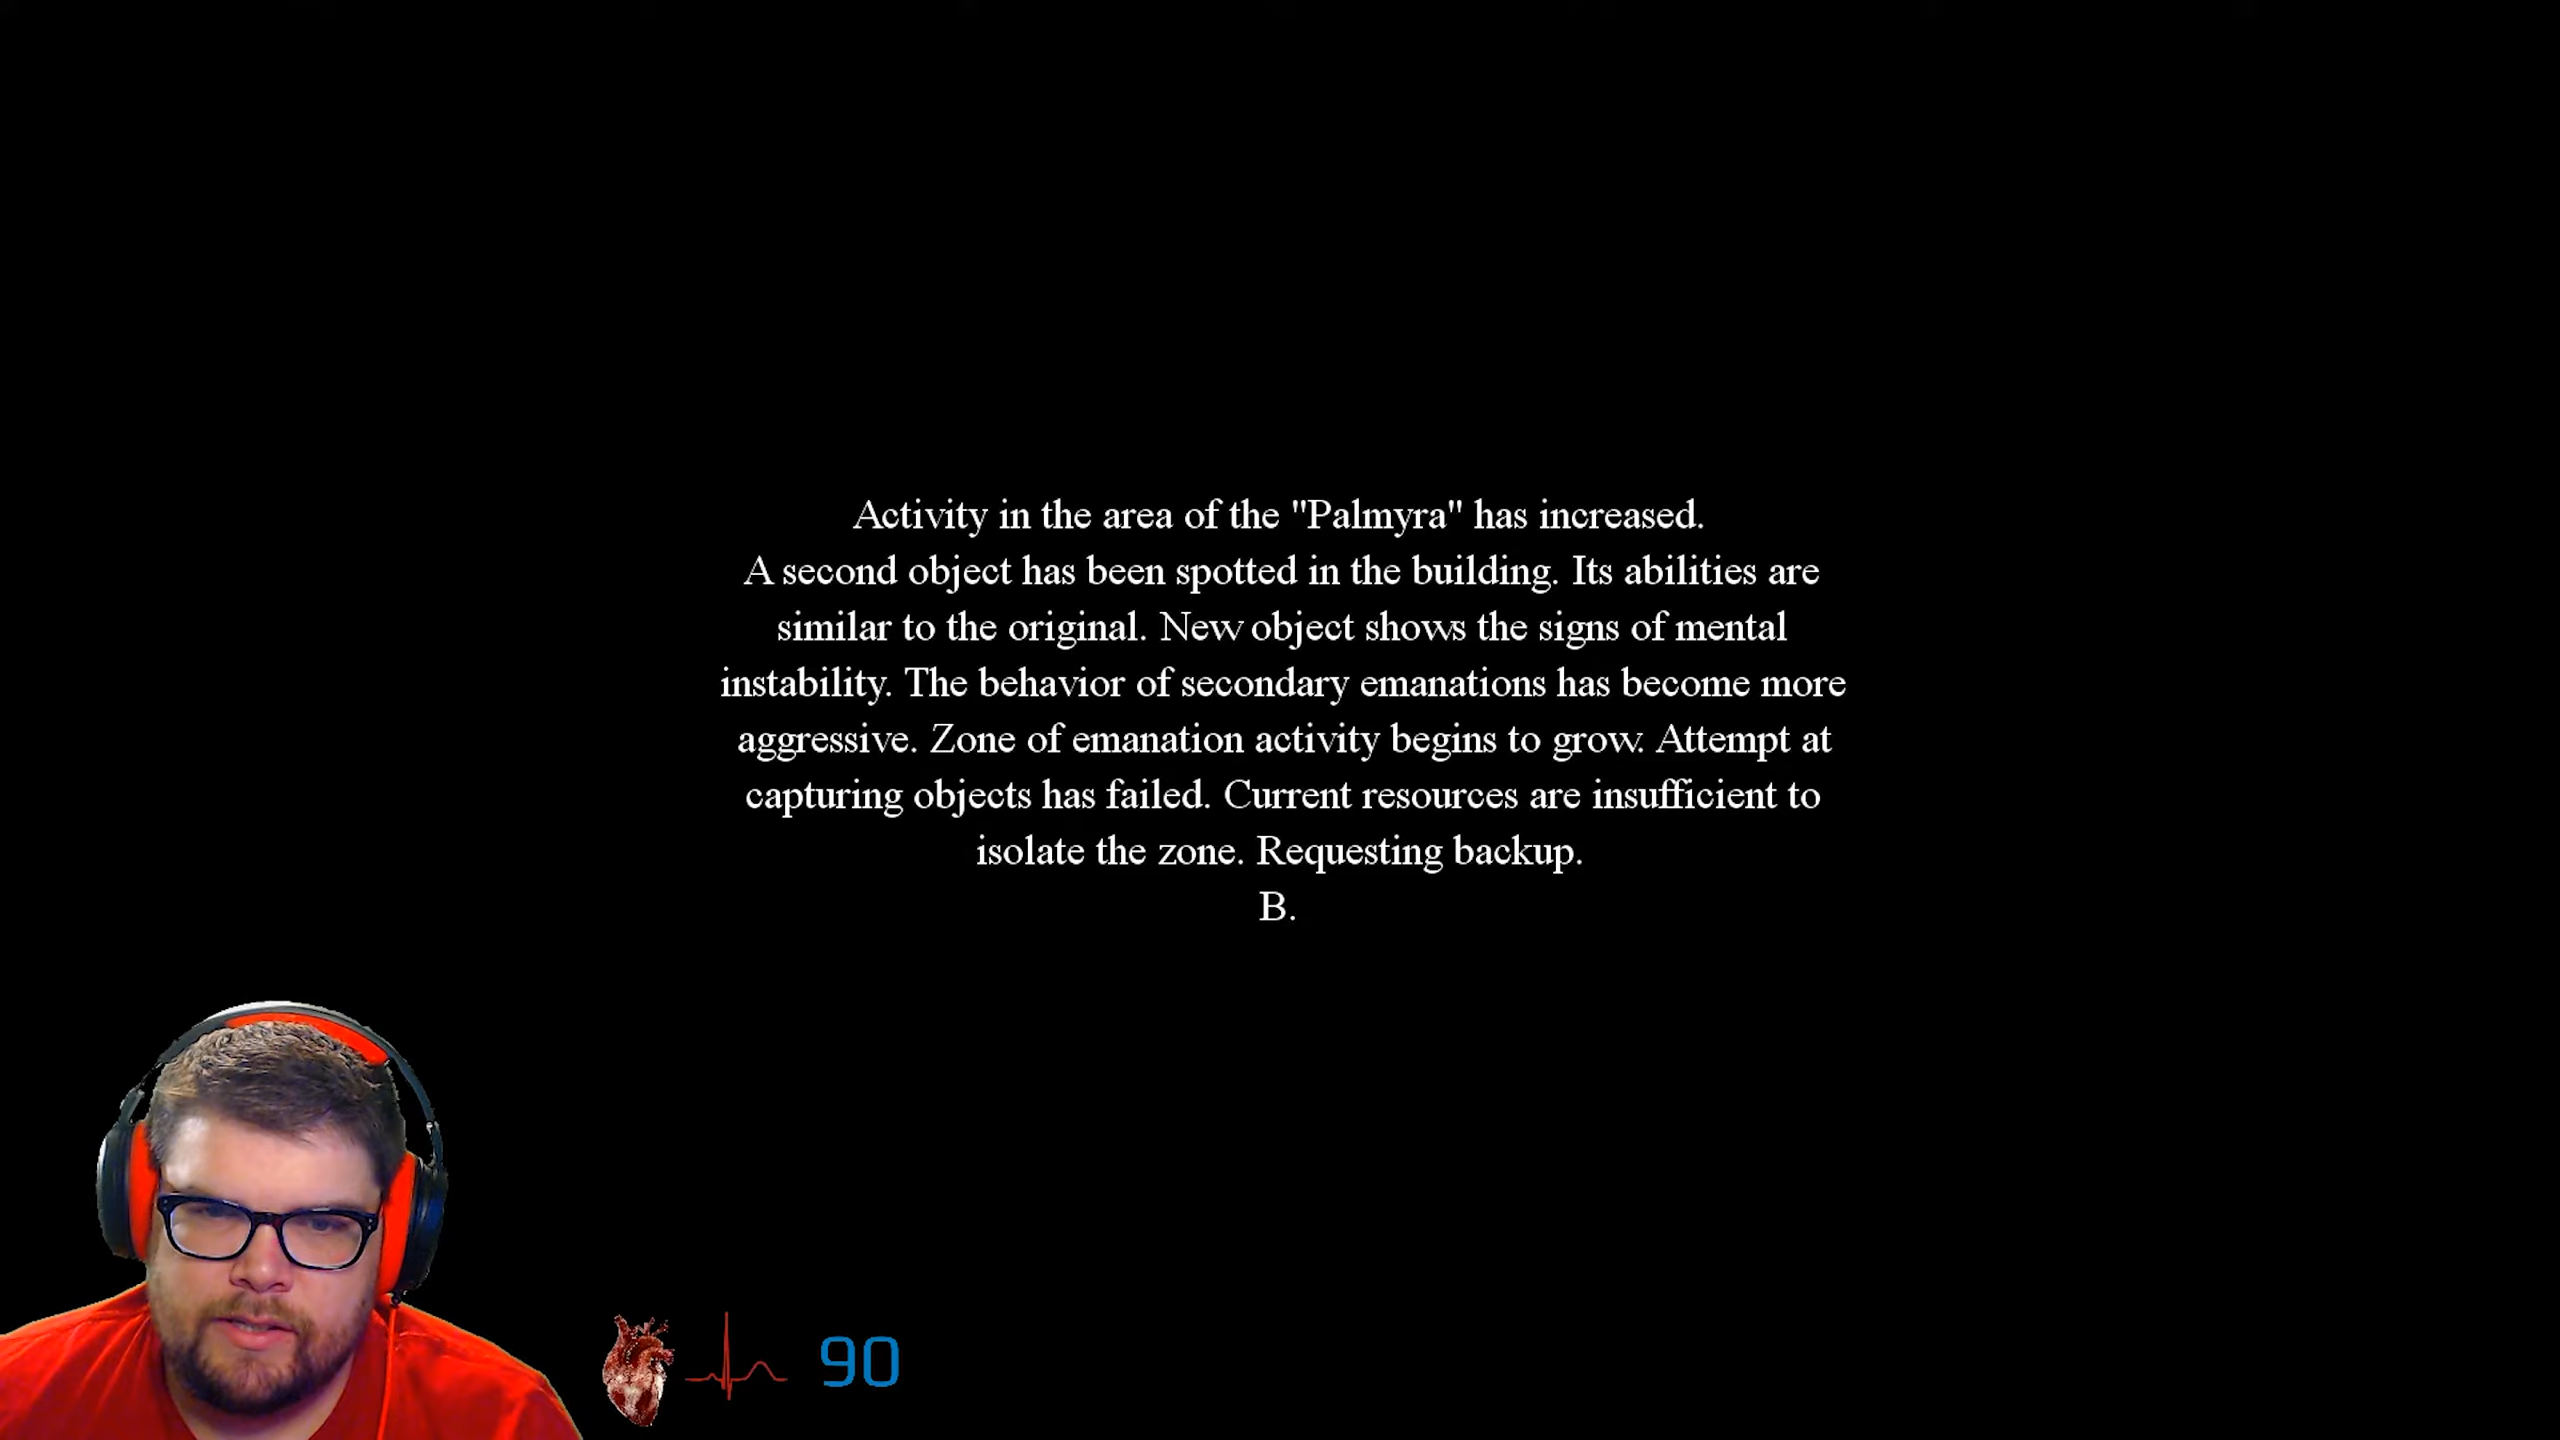 Activity in the area of the "Palmyra" has increased.
A second object has been spotted in the building. Its abilities are
similar to the original. New object shows the signs of mental
instability. The behavior of secondary emanations has become more
aggressive. Zone of emanation activity begins to grow. Attempt at
capturing objects has failed. Current resources are insufficient to
isolate the zone. Requesting backup.
B.
90